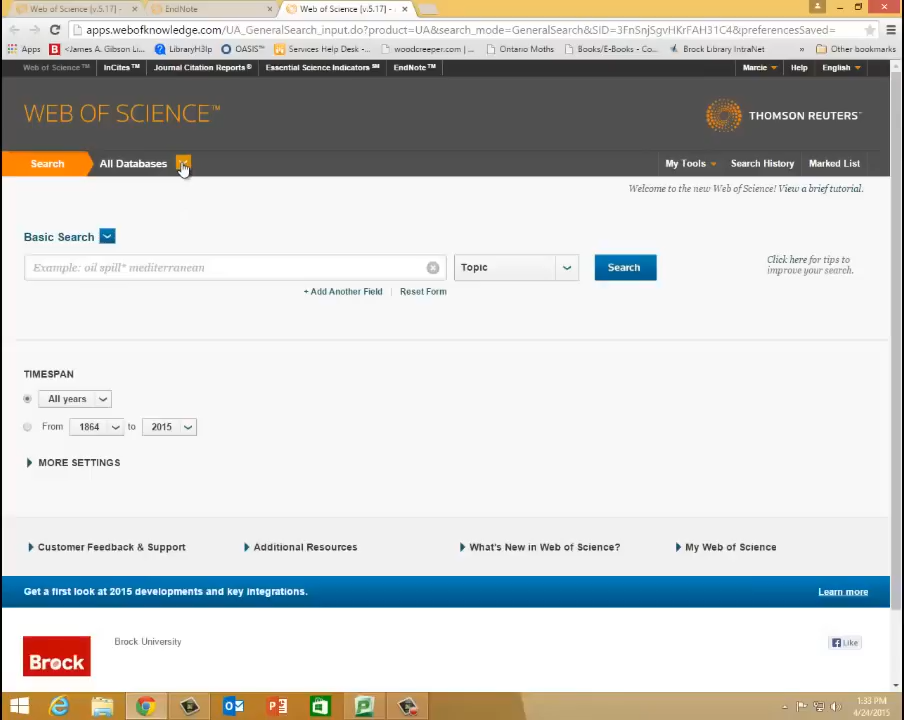 Web of Science [v.5.17] -
EndNote
Web of Science [v.5.17] -
apps.webofknowledge.com/UA_GeneralSearch_input.do?product=UA&search_mode=GeneralSearch&SID=3FnSnjSgvHKrFAH31C4&preferencesSaved=
Apps
<James A. Gibson Li...
LibraryH3lp
OASIS™
Services Help Desk -...
woodcreeper.com | ...
Ontario Moths
Books/E-Books - Co...
Brock Library IntraNet
»
Other bookmarks
Web of Science™
InCites™
Journal Citation Reports®
Essential Science Indicators℠
EndNote™
Marcie
Help
English
WEB OF SCIENCE™
THOMSON REUTERS™
Search
All Databases
My Tools
Search History
Marked List
Welcome to the new Web of Science! View a brief tutorial.
Basic Search
Example: oil spill* mediterranean
Topic
Search
Click here for tips to
improve your search.
+ Add Another Field | Reset Form
TIMESPAN
All years
From 1864 to 2015
MORE SETTINGS
Customer Feedback & Support
Additional Resources
What's New in Web of Science?
My Web of Science
Get a first look at 2015 developments and key integrations.
Learn more
Brock
Brock University
Like
1:33 PM
4/24/2015